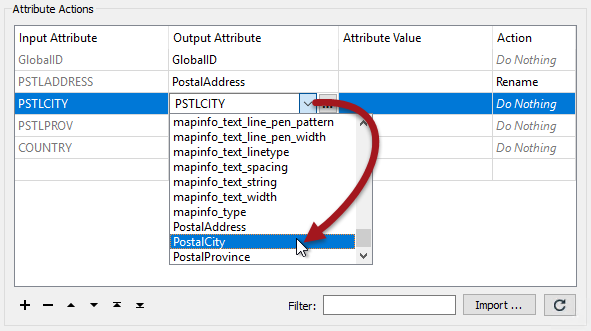 Attribute Actions
Input Attribute Output Attribute Attribute Value Action
GlobalID GlobalID Do Nothing
PSTLADDRESS PostalAddress Rename
PSTLCITY PSTLCITY ... Do Nothing
PSTLPROV mapinfo_text_line_pen_pattern Do Nothing
mapinfo_text_line_pen_width
COUNTRY mapinfo_text_linetype Do Nothing
mapinfo_text_spacing
mapinfo_text_string
mapinfo_text_width
mapinfo_type
PostalAddress
PostalCity
PostalProvince
Filter: Import ...